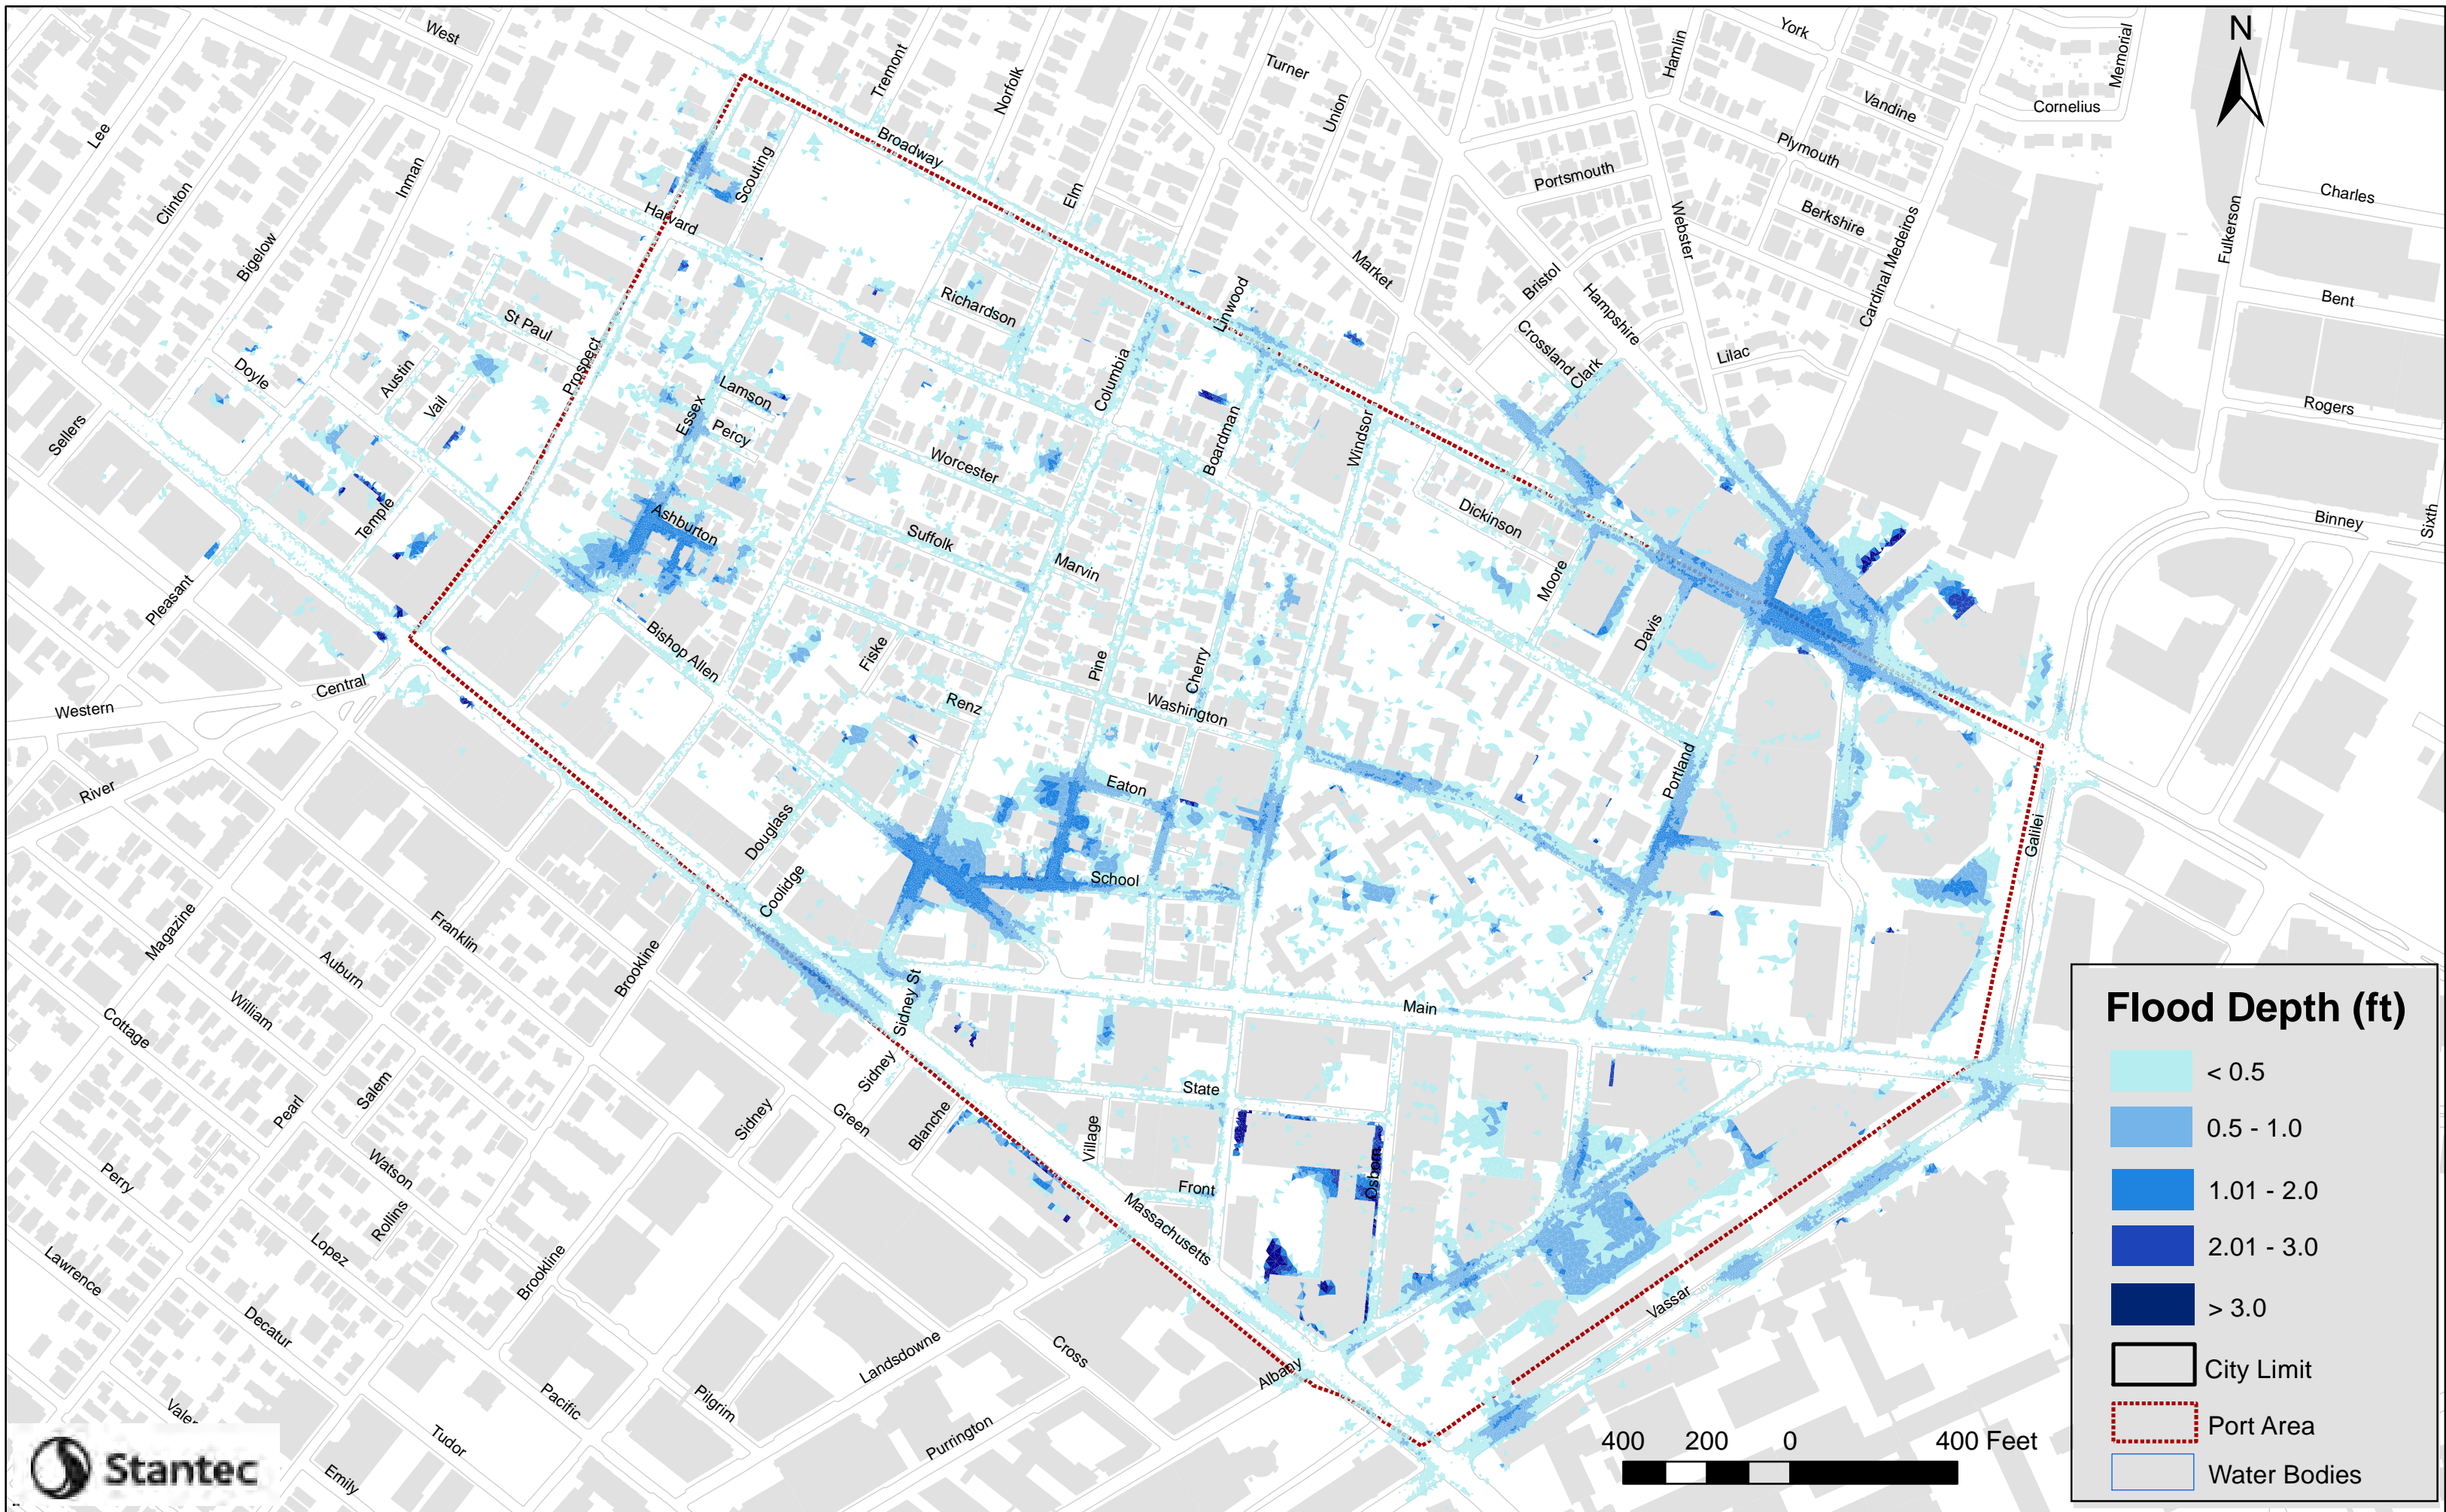 West
Tremont
Norfolk
Turner
Union
Hamlin
York
Memorial
N
Lee
Clinton
Inman
Bigelow
Scouting
Broadway
Elm
Vandine
Cornelius
Plymouth
Portsmouth
Berkshire
Webster
Cardinal Medeiros
Fulkerson
Charles
Harvard
Market
Bristol
Hampshire
Linwood
Richardson
St Paul
Prospect
Doyle
Austin
Vail
Columbia
Crossland
Clark
Lilac
Bent
Rogers
Sellers
Essex
Lamson
Percy
Worcester
Boardman
Windsor
Temple
Ashburton
Suffolk
Marvin
Dickinson
Moore
Davis
Binney
Sixth
Pleasant
Bishop Allen
Fiske
Pine
Cherry
Central
Western
Renz
Washington
River
Eaton
Portland
Galilei
Douglass
Coolidge
School
Magazine
Franklin
Auburn
Brookline
William
Cottage
Sidney St
Main
Sidney
Salem
Pearl
Sidney
Green
Blanche
State
Village
Osborn
Front
Massachusetts
Watson
Perry
Rollins
Lopez
Lawrence
Brookline
Decatur
Vassar
Landsdowne
Cross
Albany
Pacific
Pilgrim
Purrington
Tudor
Emily
Flood Depth (ft)
< 0.5
0.5 - 1.0
1.01 - 2.0
2.01 - 3.0
> 3.0
City Limit
Port Area
Water Bodies
400 200 0 400 Feet
Stantec